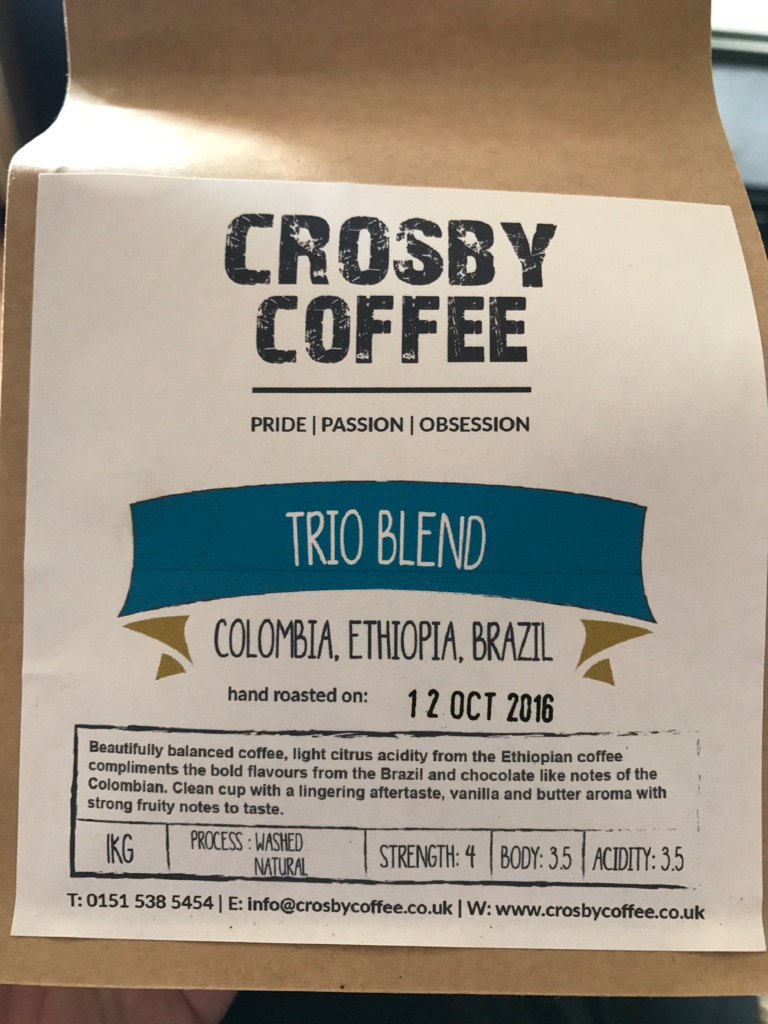 CROSBY
COFFEE
PRIDE | PASSION | OBSESSION
TRIO BLEND
COLOMBIA, ETHIOPIA, BRAZIL
hand roasted on: 12 OCT 2016
Beautifully balanced coffee, light citrus acidity from the Ethiopian coffee
compliments the bold flavours from the Brazil and chocolate like notes of the
Colombian. Clean cup with a lingering aftertaste, vanilla and butter aroma with
strong fruity notes to taste.
1KG | PROCESS : WASHED NATURAL | STRENGTH: 4 | BODY: 3.5 | ACIDITY: 3.5
T: 0151 538 5454 | E: info@crosbycoffee.co.uk | W: www.crosbycoffee.co.uk